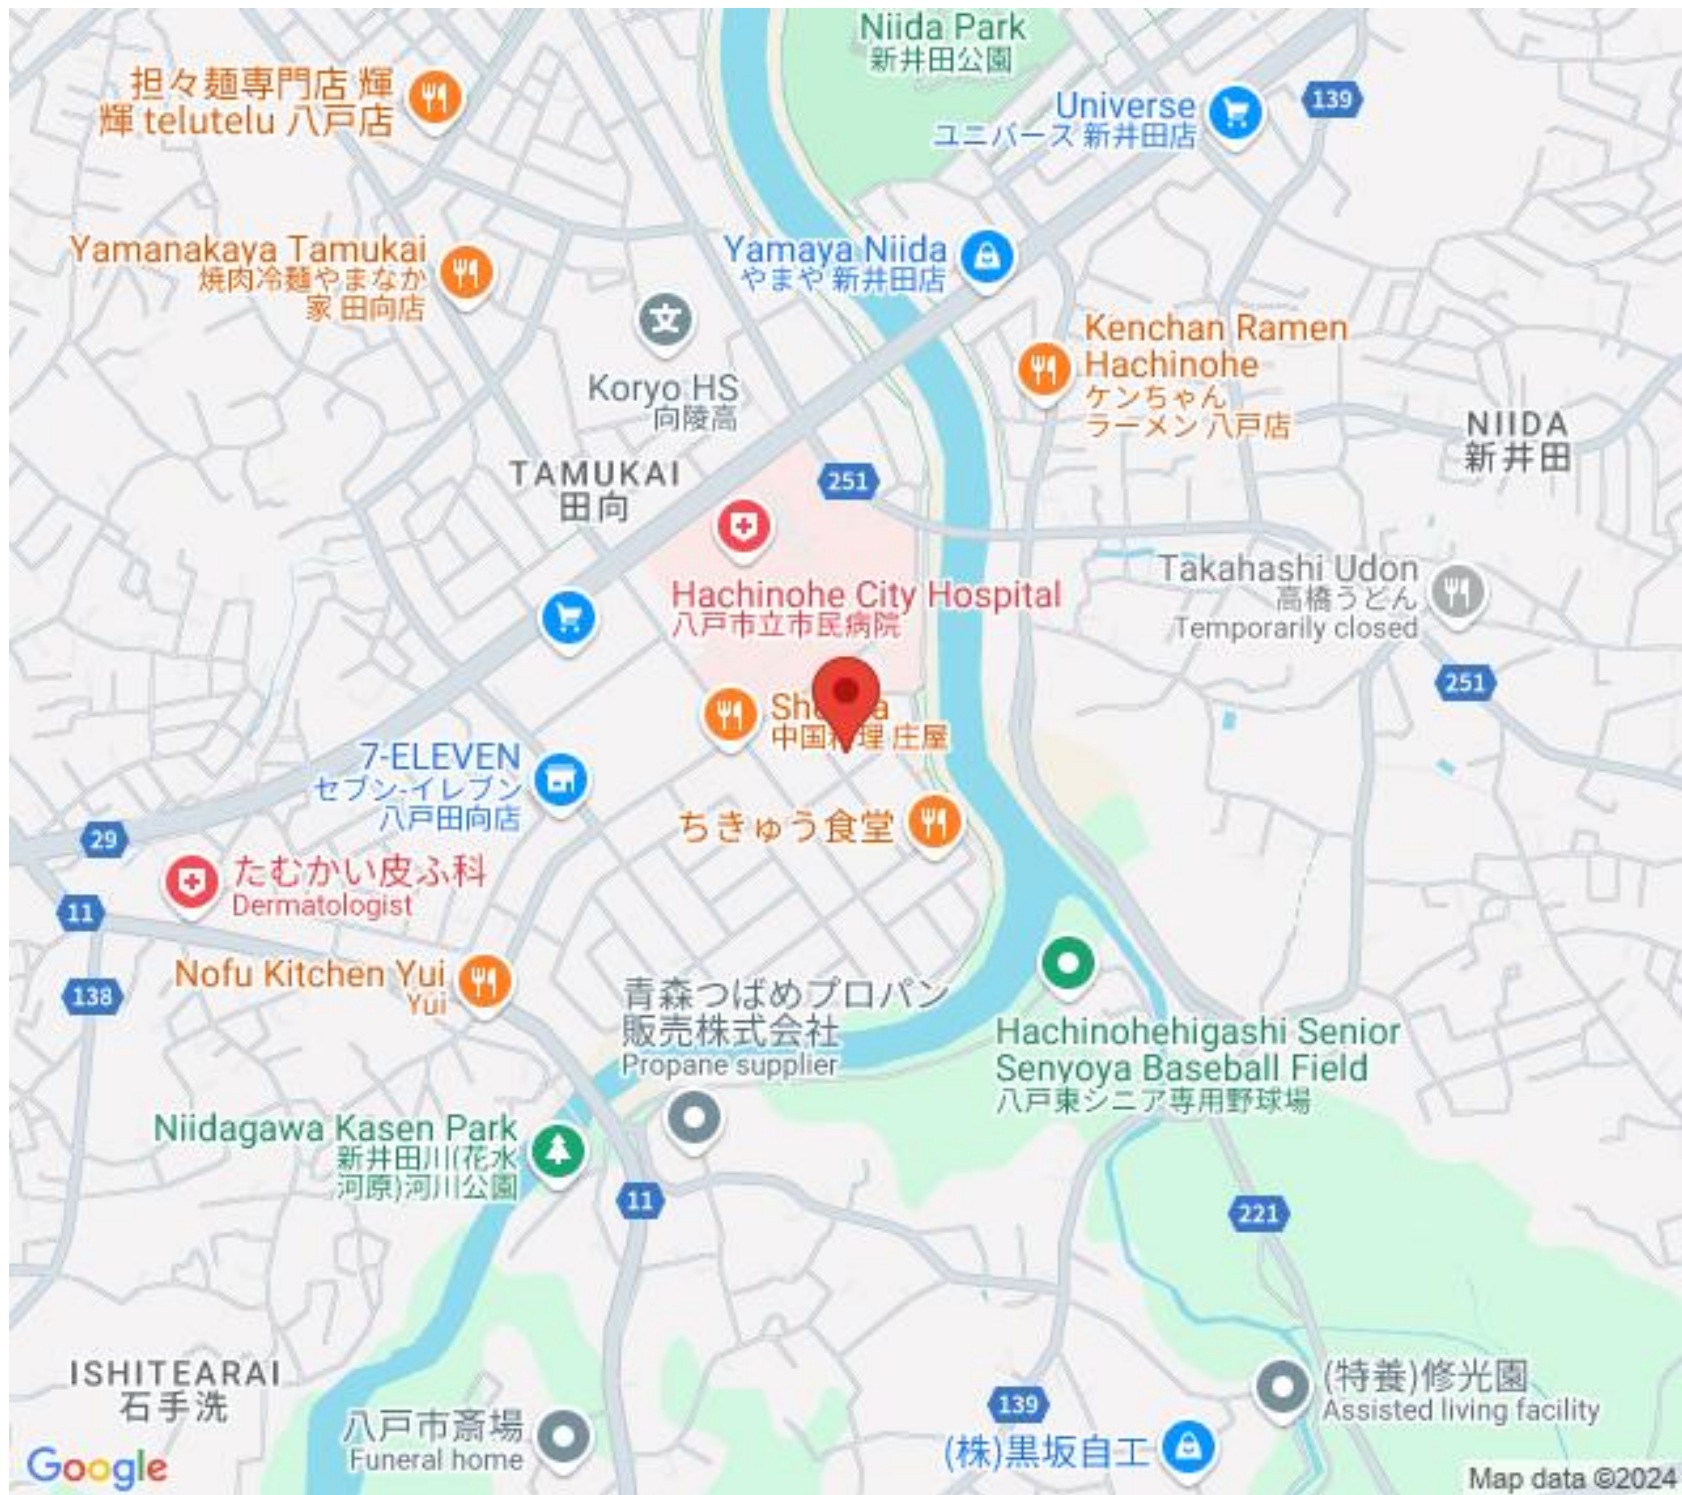 Niida Park
新井田公園
担々麺専門店 輝
輝 telutelu 八戸店
Universe
ユニバース 新井田店
139
Yamanakaya Tamukai
焼肉冷麺やまなか
家 田向店
Yamaya Niida
やまや 新井田店
Koryo HS
向陵高
Kenchan Ramen
Hachinohe
ケンちゃん
ラーメン 八戸店
NIIDA
新井田
TAMUKAI
田向
251
Hachinohe City Hospital
八戸市立市民病院
Takahashi Udon
高橋うどん
Temporarily closed
251
中国料理 庄屋
7-ELEVEN
セブン-イレブン
八戸田向店
ちきゅう食堂
29
たむかい皮ふ科
Dermatologist
11
Nofu Kitchen Yui
Yui
138
青森つばめプロパン
販売株式会社
Propane supplier
Hachinohehigashi Senior
Senyoya Baseball Field
八戸東シニア専用野球場
Niidagawa Kasen Park
新井田川(花水
河原)河川公園
11
221
ISHITEARAI
石手洗
八戸市斎場
Funeral home
139
(株)黒坂自工
(特養)修光園
Assisted living facility
Google
Map data ©2024